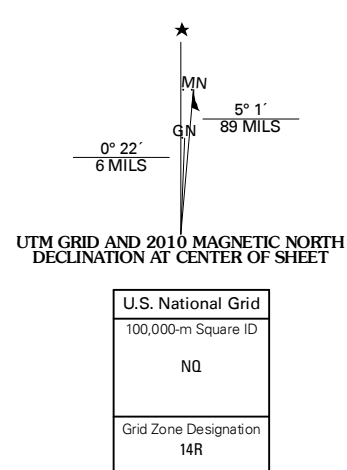 ★
MN
5° 1´
89 MILS
GN
0° 22´
6 MILS
UTM GRID AND 2010 MAGNETIC NORTH
DECLINATION AT CENTER OF SHEET
U.S. National Grid
100,000-m Square ID
NQ
Grid Zone Designation
14R